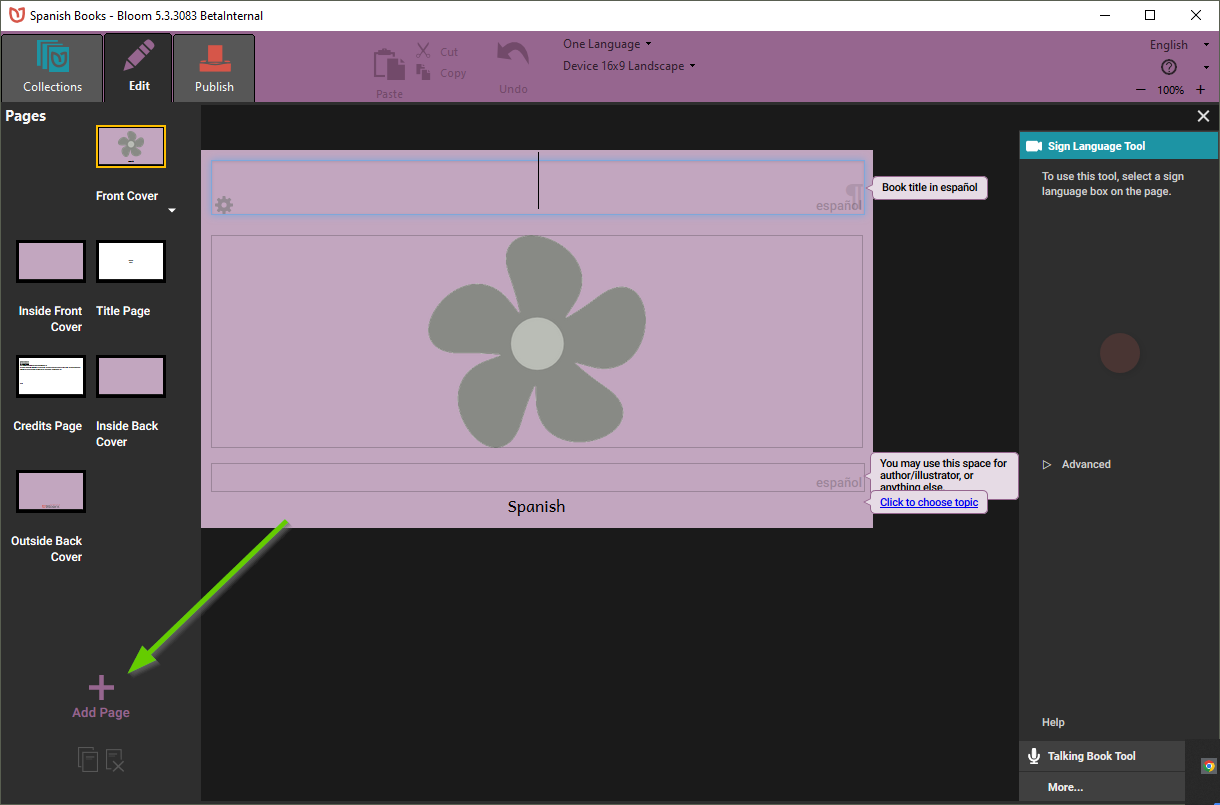 Spanish Books - Bloom 5.3.3083 BetaInternal
Collections
Edit
Publish
Paste
Cut
Copy
Undo
One Language
Device 16x9 Landscape
English
100%
Pages
Front Cover
Inside Front
Cover
Title Page
Credits Page
Inside Back
Cover
Outside Back
Cover
Add Page
español
Book title in español
español
You may use this space for
author/illustrator, or
anything else.
Click to choose topic
Spanish
Sign Language Tool
To use this tool, select a sign
language box on the page.
Advanced
Help
Talking Book Tool
More...